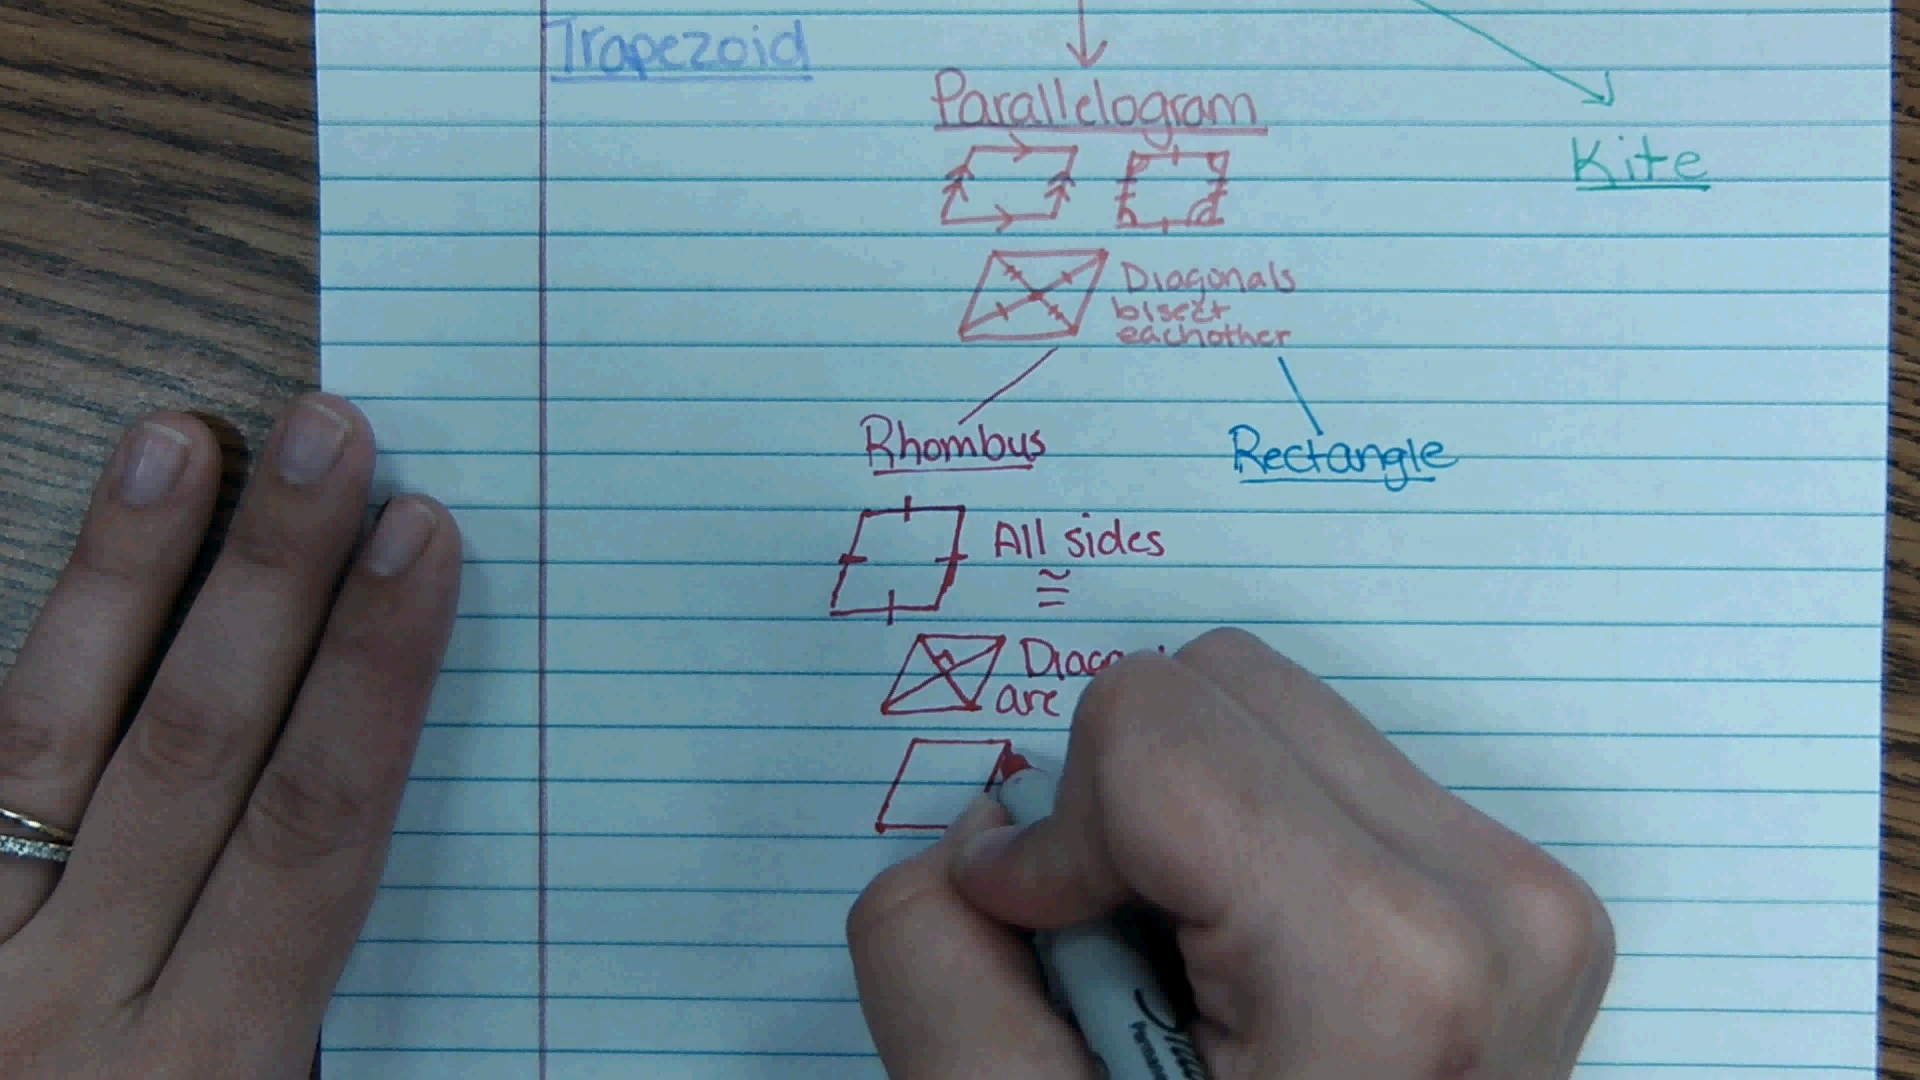 Trapezoid
Parallelogram
Kite
Diagonals
bisect
eachother
Rhombus
Rectangle
All sides
≅
are